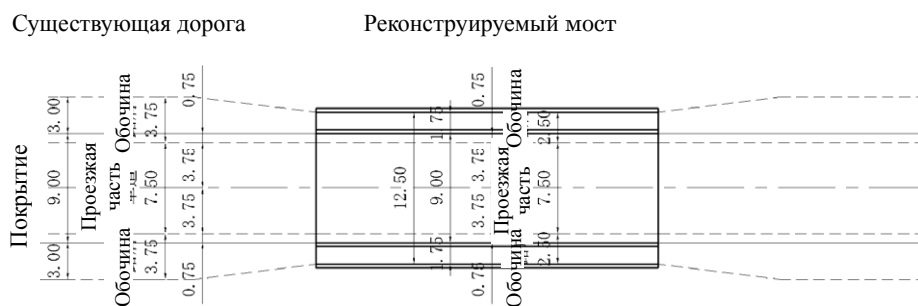 Существующая дорога
Реконструируемый мост
Покрытие
3.00
9.00
3.00
Проезжая часть
Обочина
3.75
7.50
Обочина
3.75
0.75
3.75
3.75
0.75
12.50
1.75
9.00
1.75
0.75
3.75
3.75
0.75
Обочина
Проезжая часть
Обочина
2.50
7.50
2.50